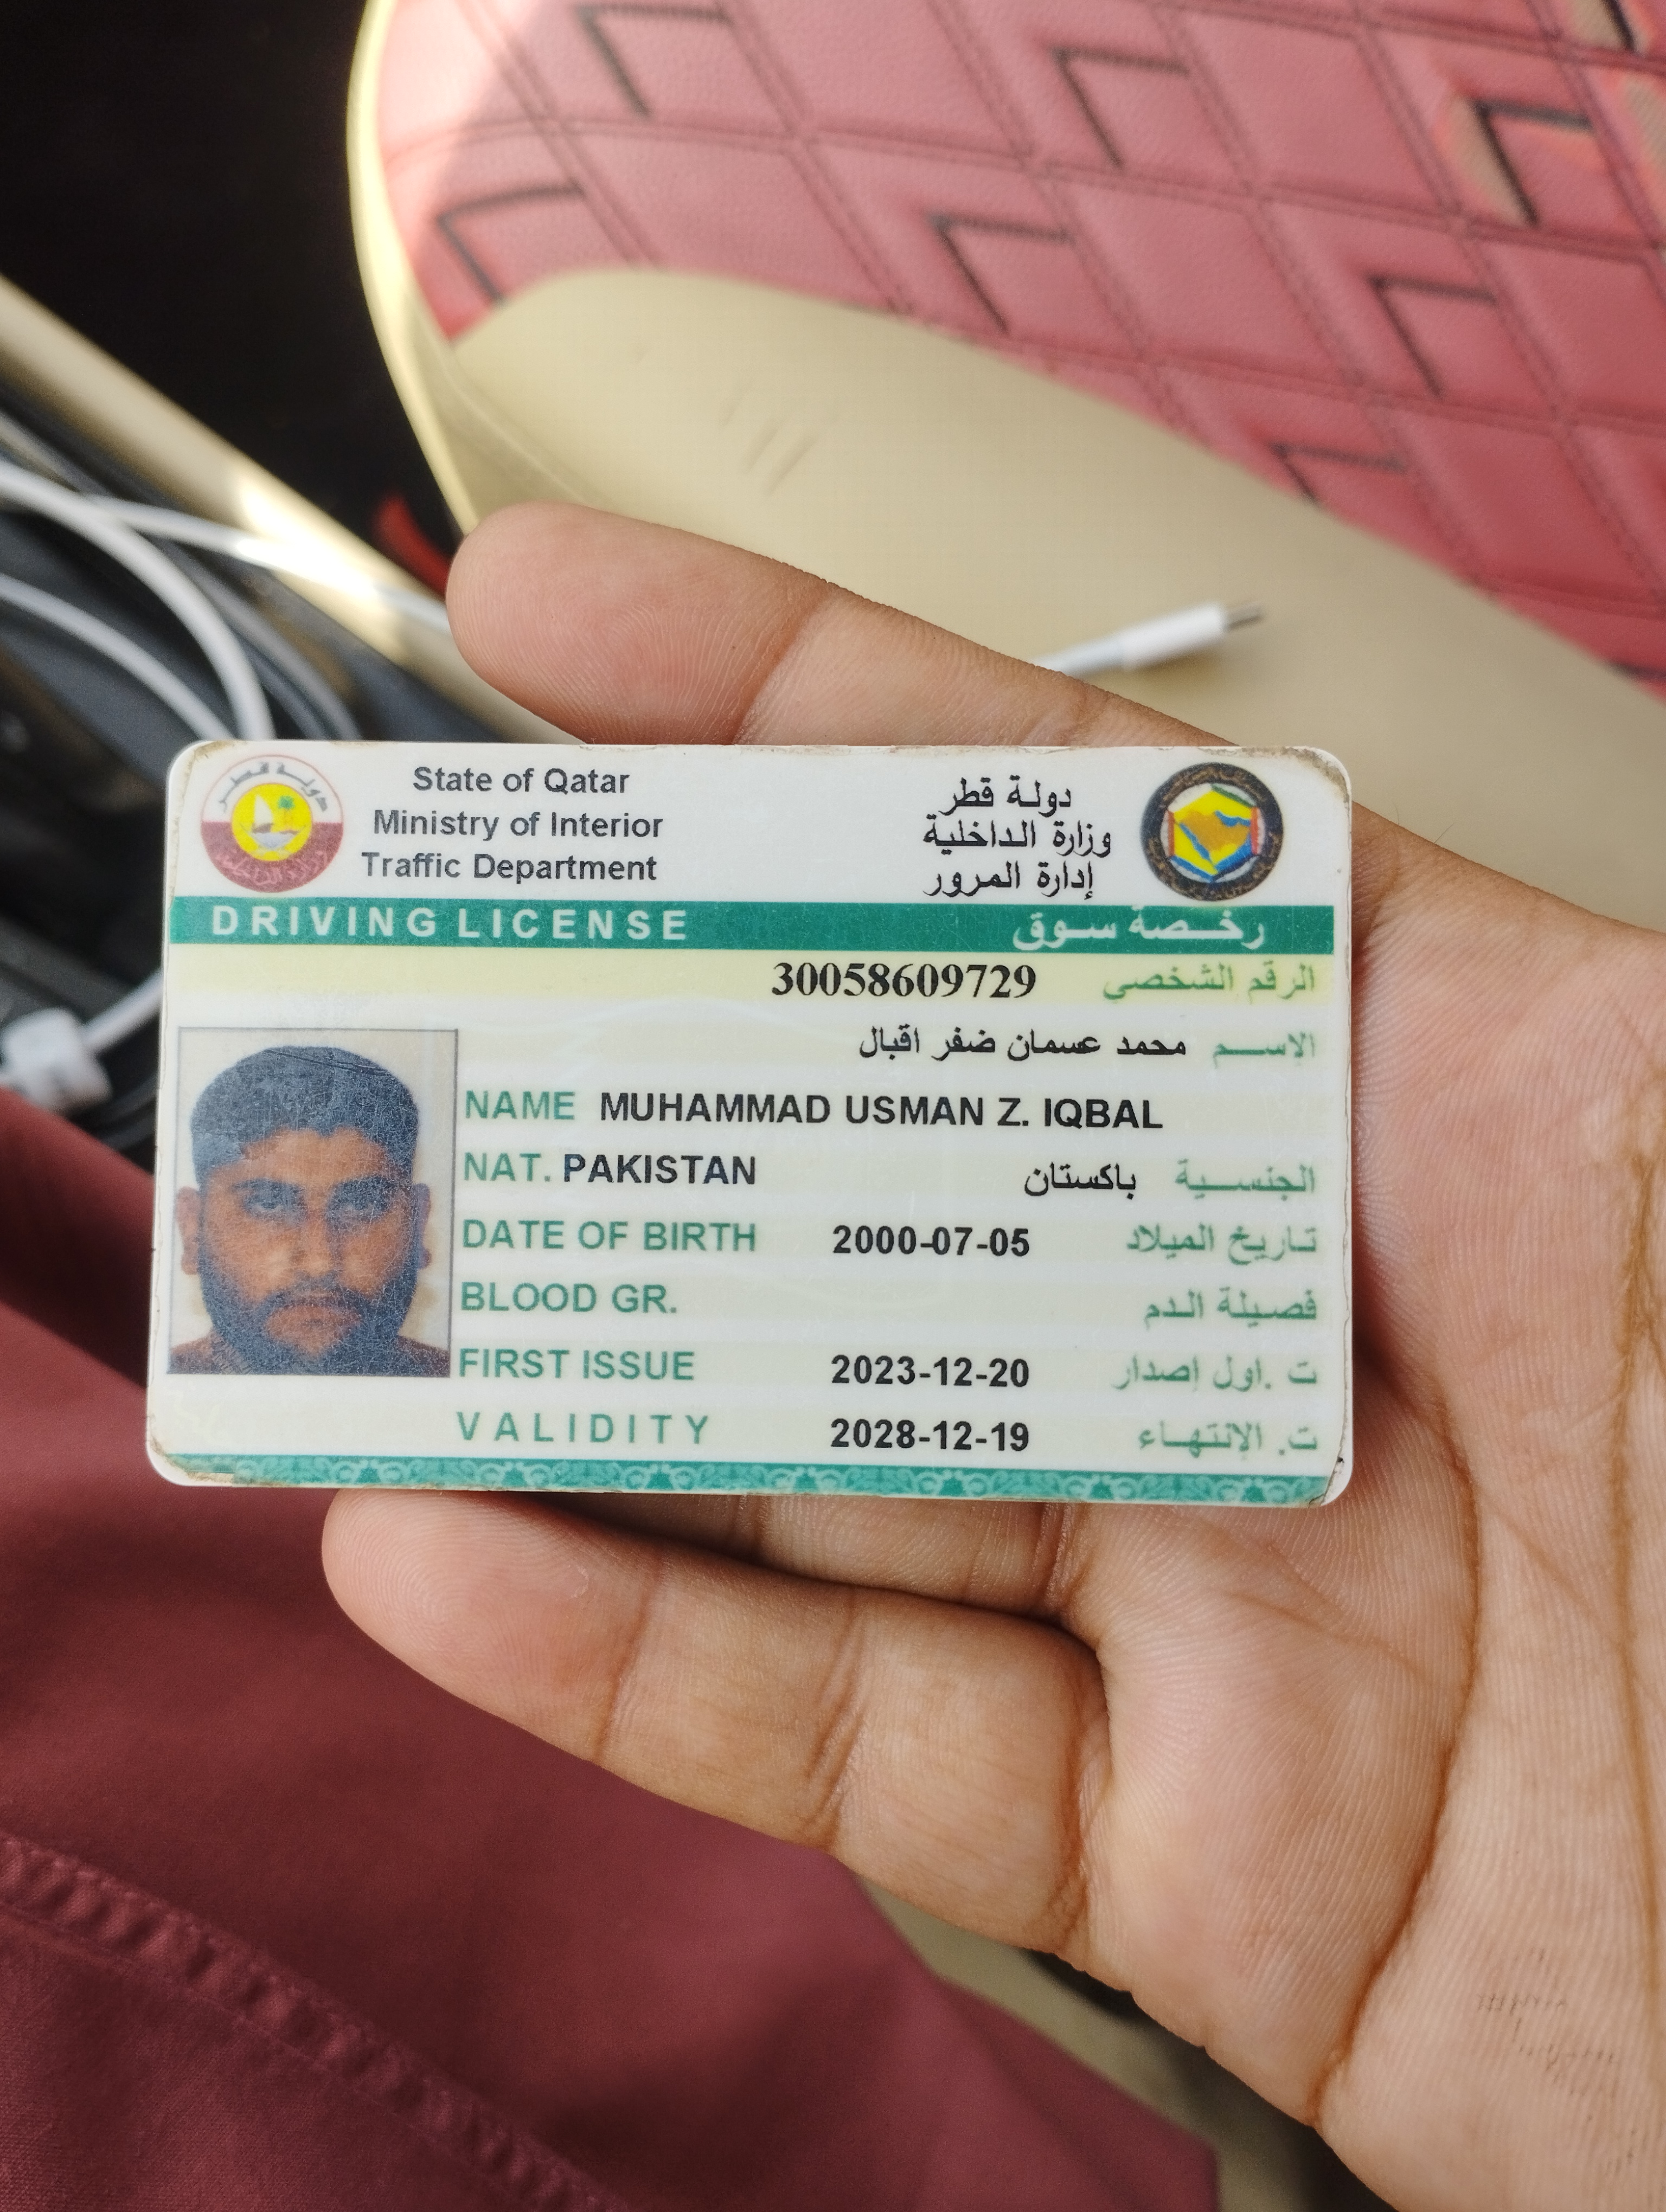 State of Qatar
Ministry of Interior
Traffic Department
دولة قطر
وزارة الداخلية
إدارة المرور
DRIVING LICENSE رخصة سوق
30058609729 الرقم الشخصي
الاسم محمد عسمان ضفر اقبال
NAME MUHAMMAD USMAN Z. IQBAL
NAT. PAKISTAN الجنسية باكستان
DATE OF BIRTH 2000-07-05 تاريخ الميلاد
BLOOD GR. فصيلة الدم
FIRST ISSUE 2023-12-20 ت .اول إصدار
VALIDITY 2028-12-19 ت. الإنتهاء